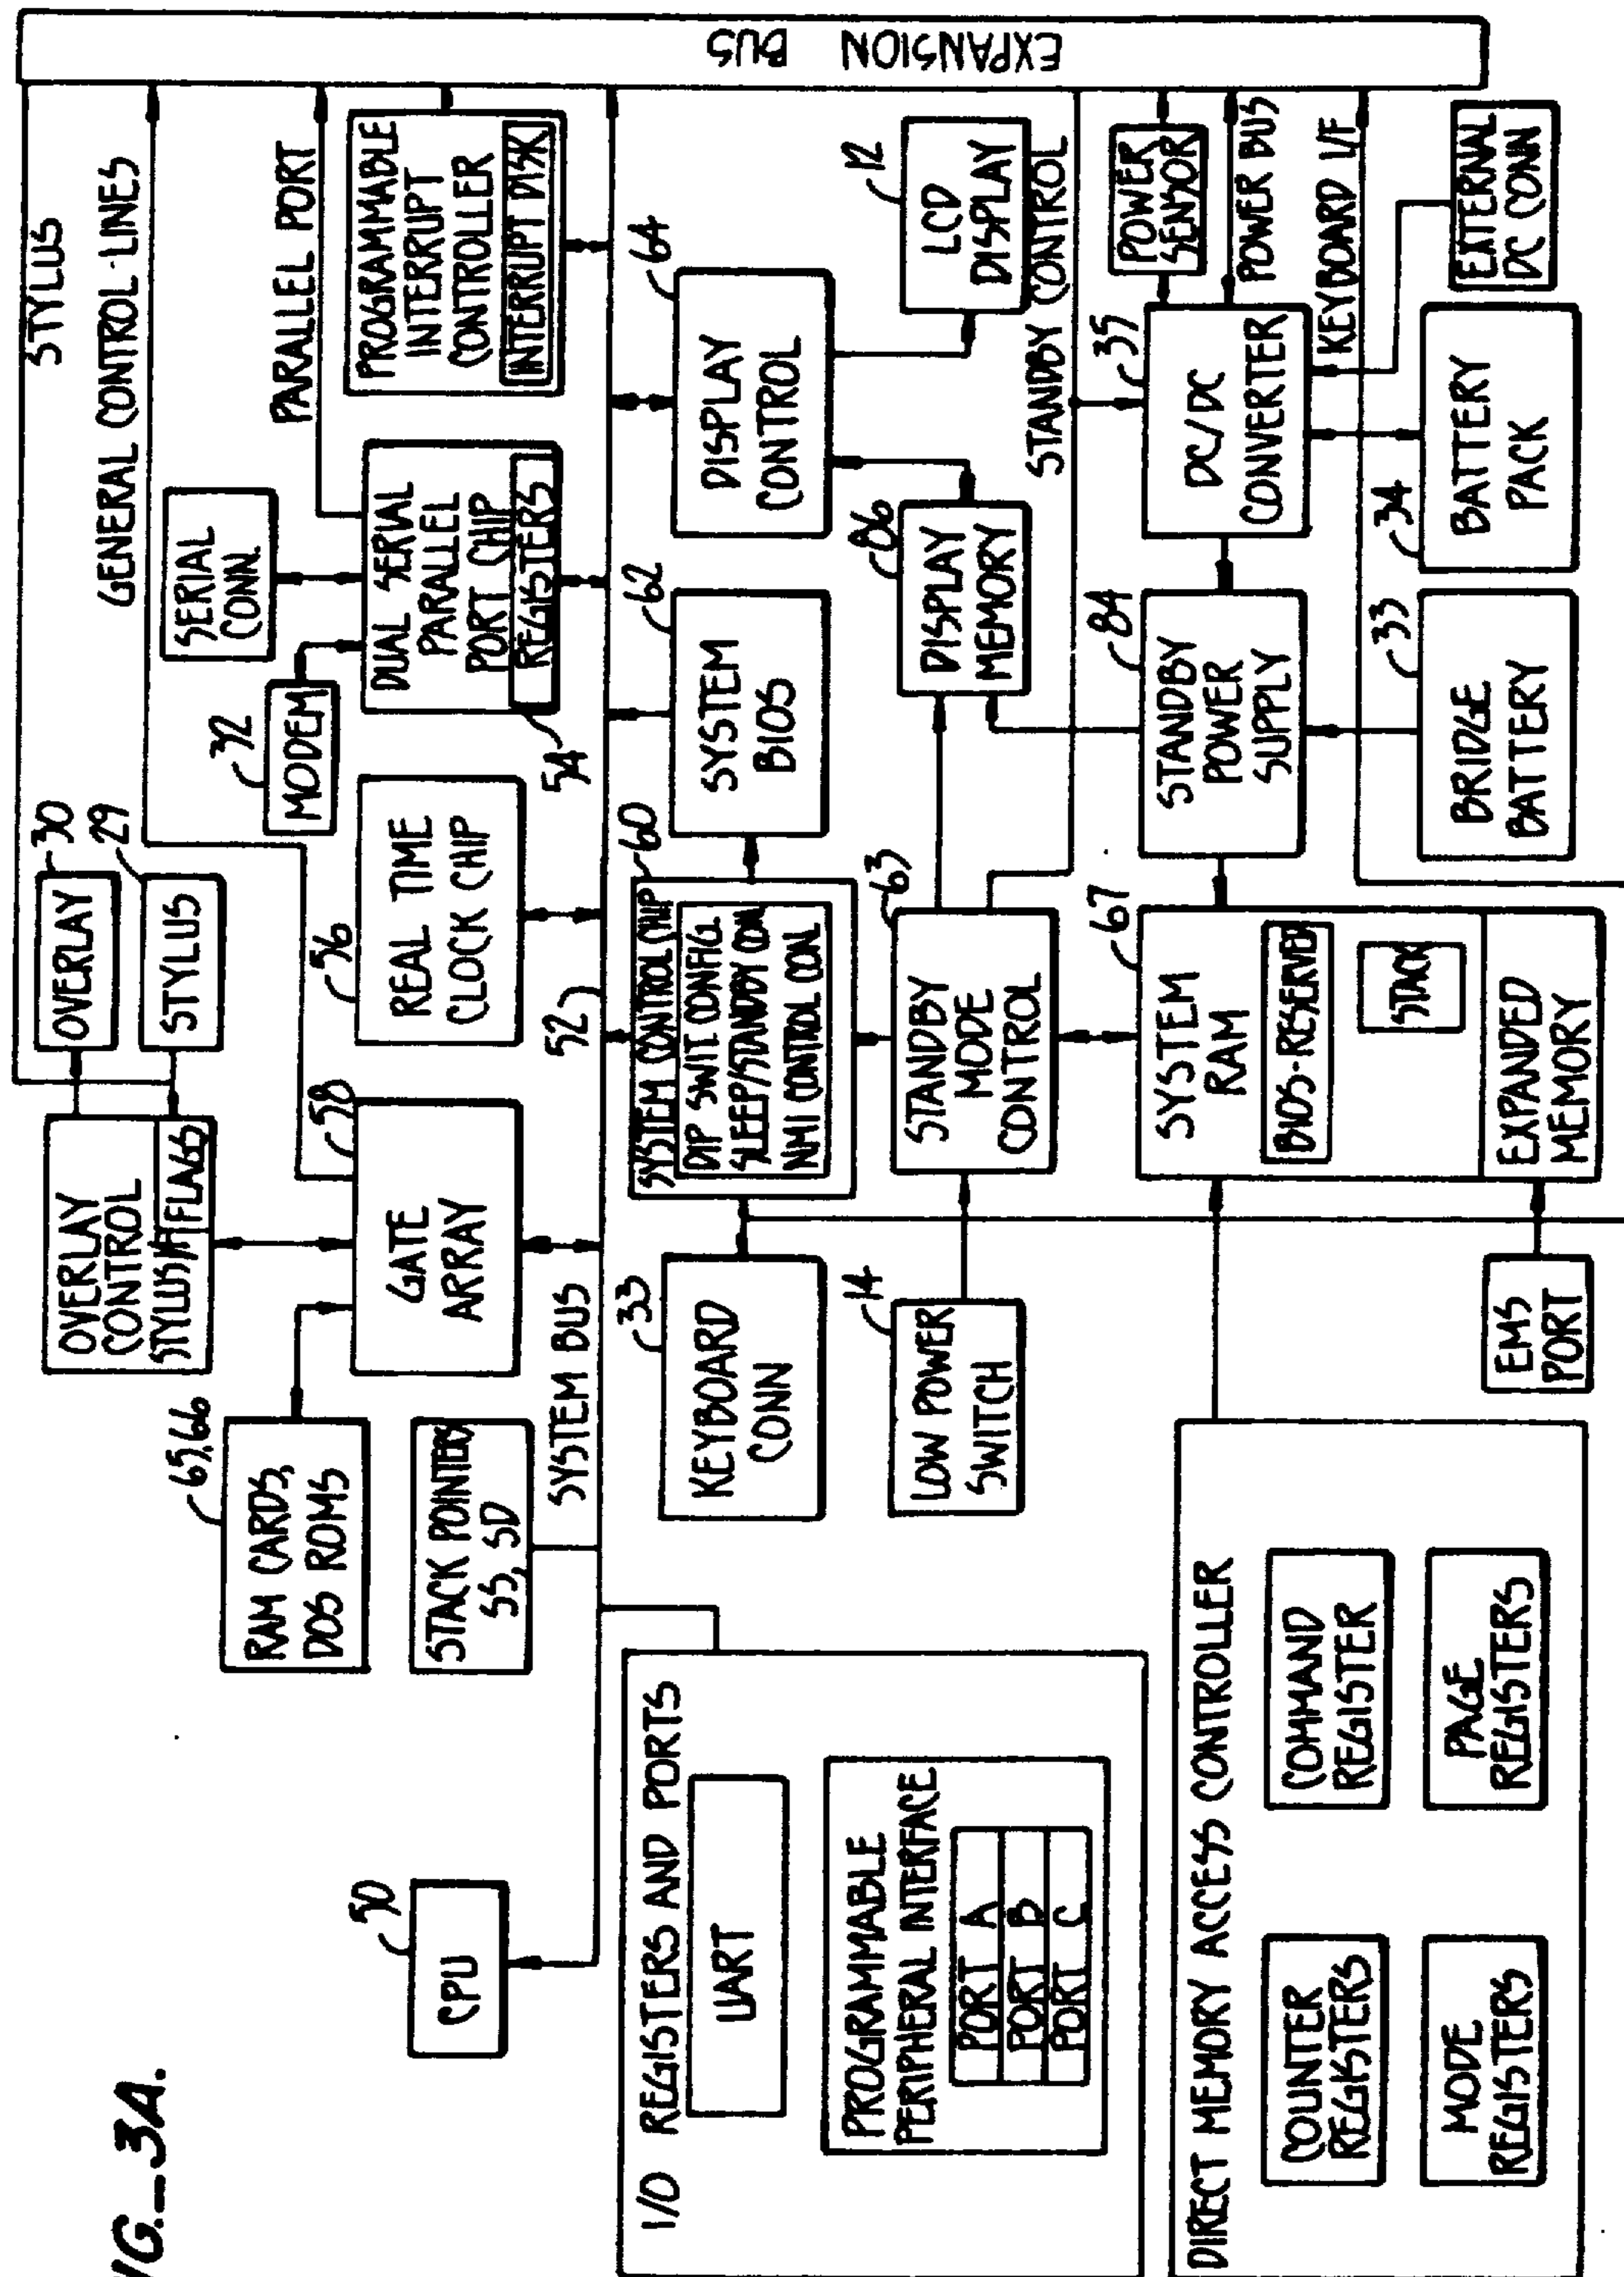 FIG._3A.
STYLUS
GENERAL CONTROL-LINES
PARALLEL PORT
EXPANSION
BUS
OVERLAY
CONTROL
STYLUS I/F
FLAGS
OVERLAY
30
STYLUS
29
65,66
RAM CARDS,
DOS ROMS
58
GATE
ARRAY
STACK POINTERS
SS, SD
SYSTEM BUS
52
56
REAL TIME
CLOCK CHIP
32
MODEM
SERIAL
CONN.
DUAL SERIAL
PARALLEL
PORT CHIP
REGISTERS
54
PROGRAMMABLE
INTERRUPT
CONTROLLER
INTERRUPT DISK
50
CPU
I/O REGISTERS AND PORTS
UART
PROGRAMMABLE
PERIPHERAL INTERFACE
PORT A
PORT B
PORT C
33
KEYBOARD
CONN
60
SYSTEM CONTROL CHIP
DIP SWIT CONFIG.
SLEEP/STANDBY CON
NMI CONTROL CON
62
SYSTEM
BIOS
64
DISPLAY
CONTROL
14
LOW POWER
SWITCH
63
STANDBY
MODE
CONTROL
86
DISPLAY
MEMORY
12
LCD
DISPLAY
STANDBY CONTROL
DIRECT MEMORY ACCESS CONTROLLER
COUNTER
REGISTERS
COMMAND
REGISTER
MODE
REGISTERS
PAGE
REGISTERS
67
SYSTEM
RAM
BIOS-RESERVED
STACK
EXPANDED
MEMORY
EMS
PORT
84
STANDBY
POWER
SUPPLY
35
DC/DC
CONVERTER
POWER
SENSOR
POWER BUS
KEYBOARD I/F
33
BRIDGE
BATTERY
34
BATTERY
PACK
EXTERNAL
DC CONN